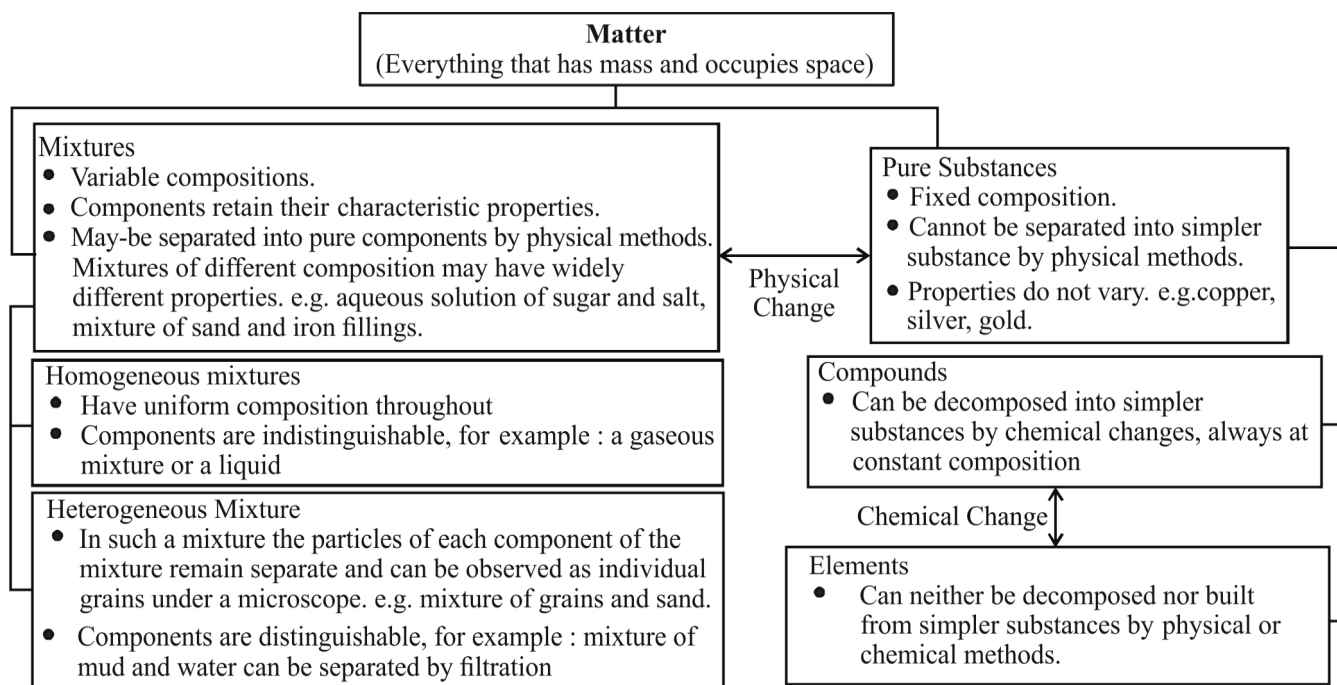 Matter
(Everything that has mass and occupies space)
Mixtures
• Variable compositions.
• Components retain their characteristic properties.
• May-be separated into pure components by physical methods.
Mixtures of different composition may have widely
different properties. e.g. aqueous solution of sugar and salt,
mixture of sand and iron fillings.
Physical
Change
Pure Substances
• Fixed composition.
• Cannot be separated into simpler
substance by physical methods.
• Properties do not vary. e.g.copper,
silver, gold.
Homogeneous mixtures
• Have uniform composition throughout
• Components are indistinguishable, for example : a gaseous
mixture or a liquid
Heterogeneous Mixture
• In such a mixture the particles of each component of the
mixture remain separate and can be observed as individual
grains under a microscope. e.g. mixture of grains and sand.
• Components are distinguishable, for example : mixture of
mud and water can be separated by filtration
Compounds
• Can be decomposed into simpler
substances by chemical changes, always at
constant composition
Chemical Change
Elements
• Can neither be decomposed nor built
from simpler substances by physical or
chemical methods.